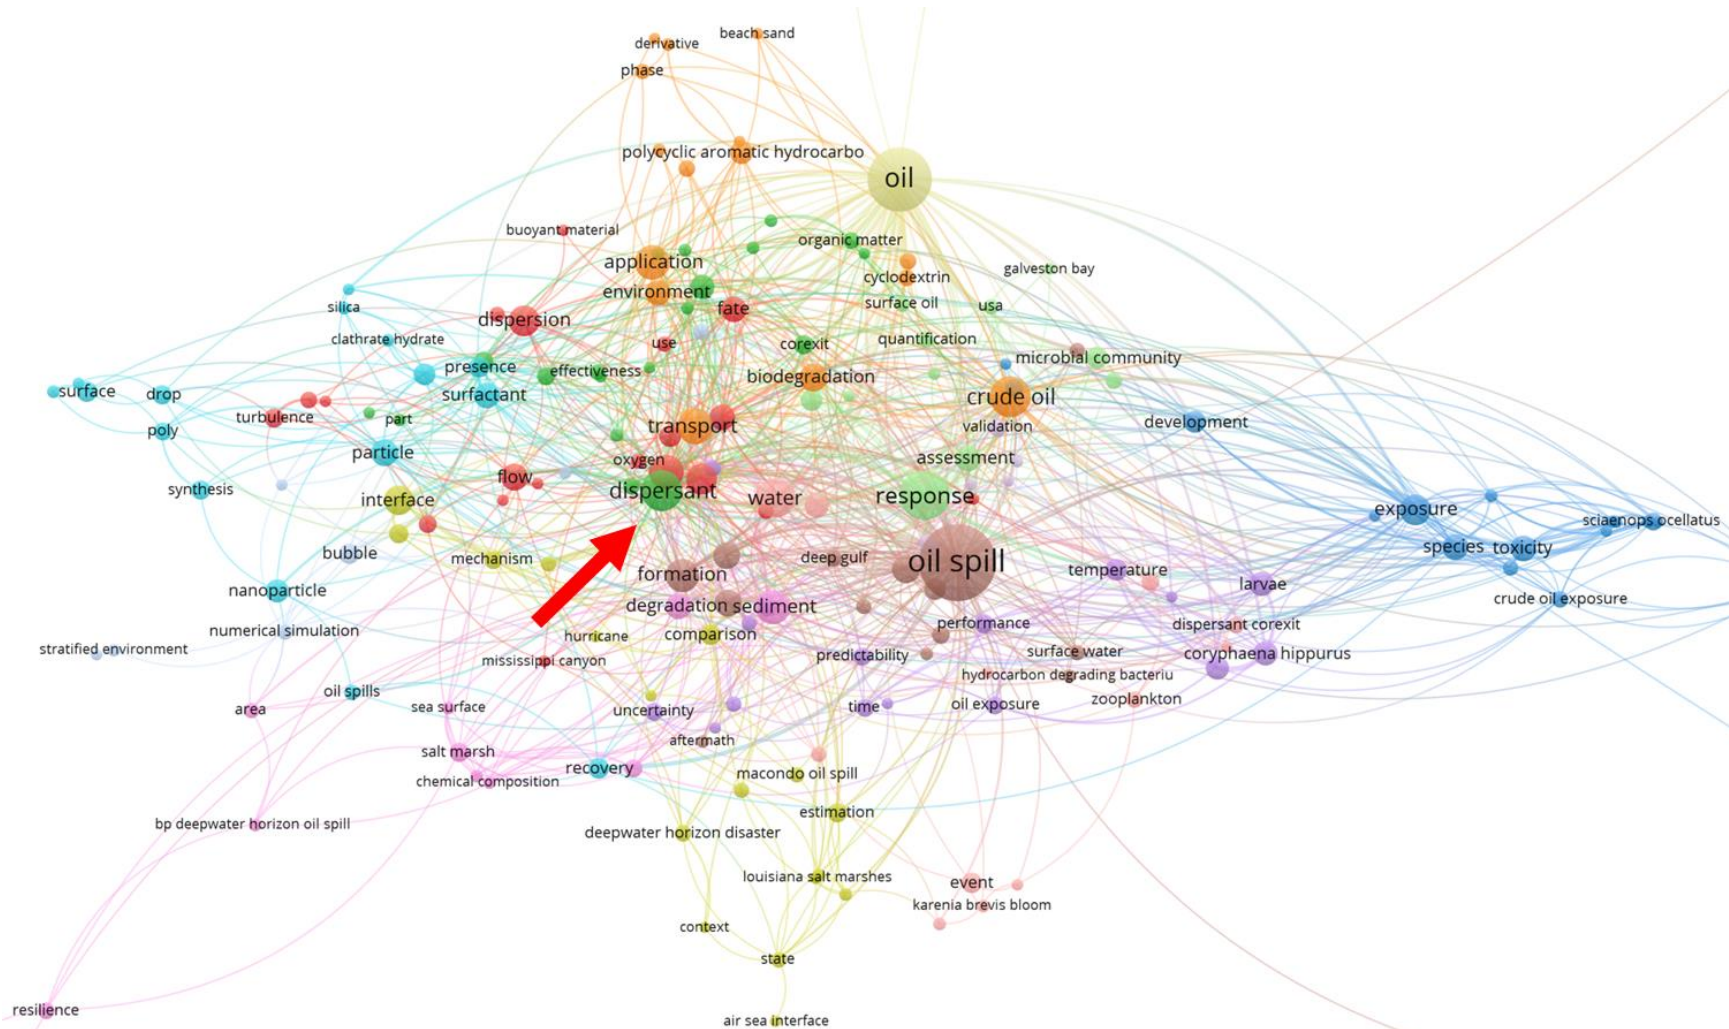 beach sand
derivative
phase
polycyclic aromatic hydrocarbo
oil
buoyant material
organic matter
application
galveston bay
cyclodextrin
environment
silica
surface oil
usa
fate
dispersion
clathrate hydrate
use
corexit
quantification
microbial community
presence
effectiveness
biodegradation
surface
drop
surfactant
crude oil
turbulence
part
transport
validation
development
poly
particle
oxygen
assessment
flow
synthesis
dispersant
interface
water
response
exposure
sciaenops ocellatus
bubble
mechanism
deep gulf
oil spill
species
toxicity
formation
temperature
nanoparticle
larvae
degradation
sediment
crude oil exposure
numerical simulation
hurricane
comparison
performance
dispersant corexit
stratified environment
mississippi canyon
predictability
surface water
coryphaena hippurus
hydrocarbon degrading bacteriu
oil spills
area
sea surface
uncertainty
time
oil exposure
zooplankton
aftermath
salt marsh
chemical composition
recovery
macondo oil spill
bp deepwater horizon oil spill
estimation
deepwater horizon disaster
louisiana salt marshes
event
karenia brevis bloom
context
state
resilience
air sea interface